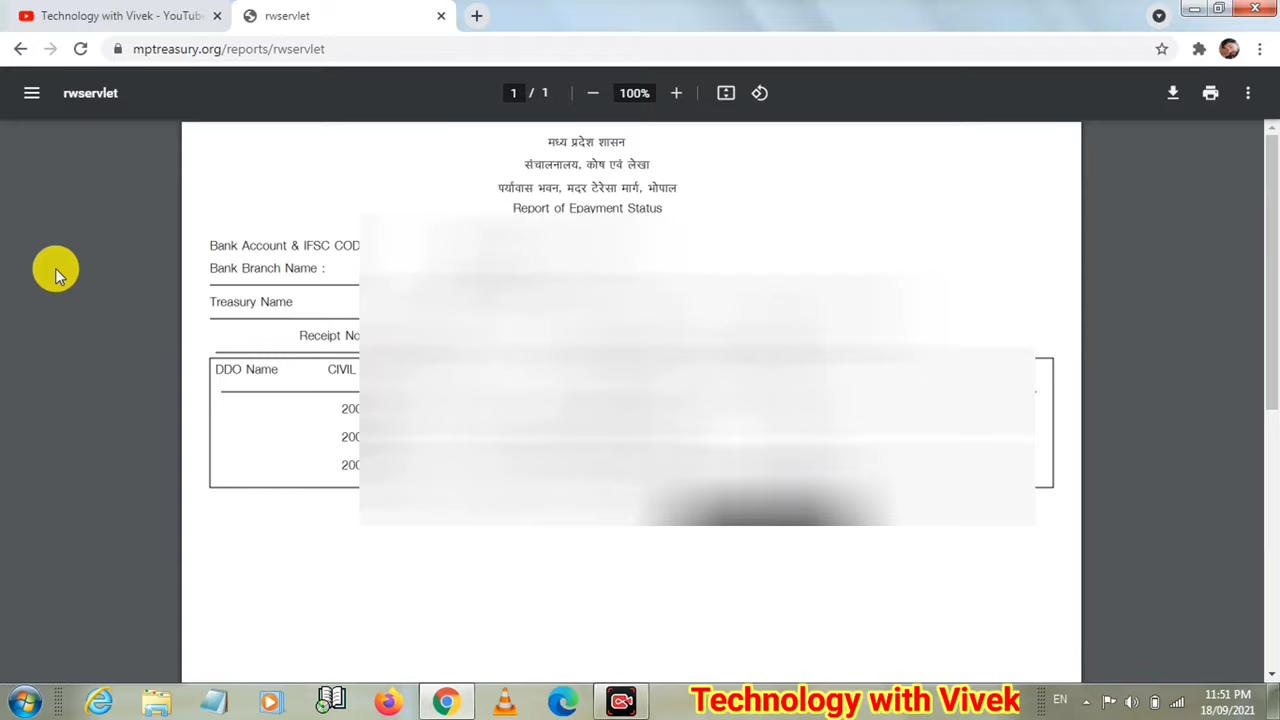 Technology with Vivek - YouTube
rwservlet
mptreasury.org/reports/rwservlet
rwservlet
1 / 1
100%
मध्य प्रदेश शासन
संचालनालय, कोष एवं लेखा
पर्यावास भवन, मदर टेरेसा मार्ग, भोपाल
Report of Epayment Status
Bank Account & IFSC COD
Bank Branch Name :
Treasury Name
Receipt No
DDO Name CIVIL
200
200
200
Technology with Vivek
EN
11:51 PM
18/09/2021